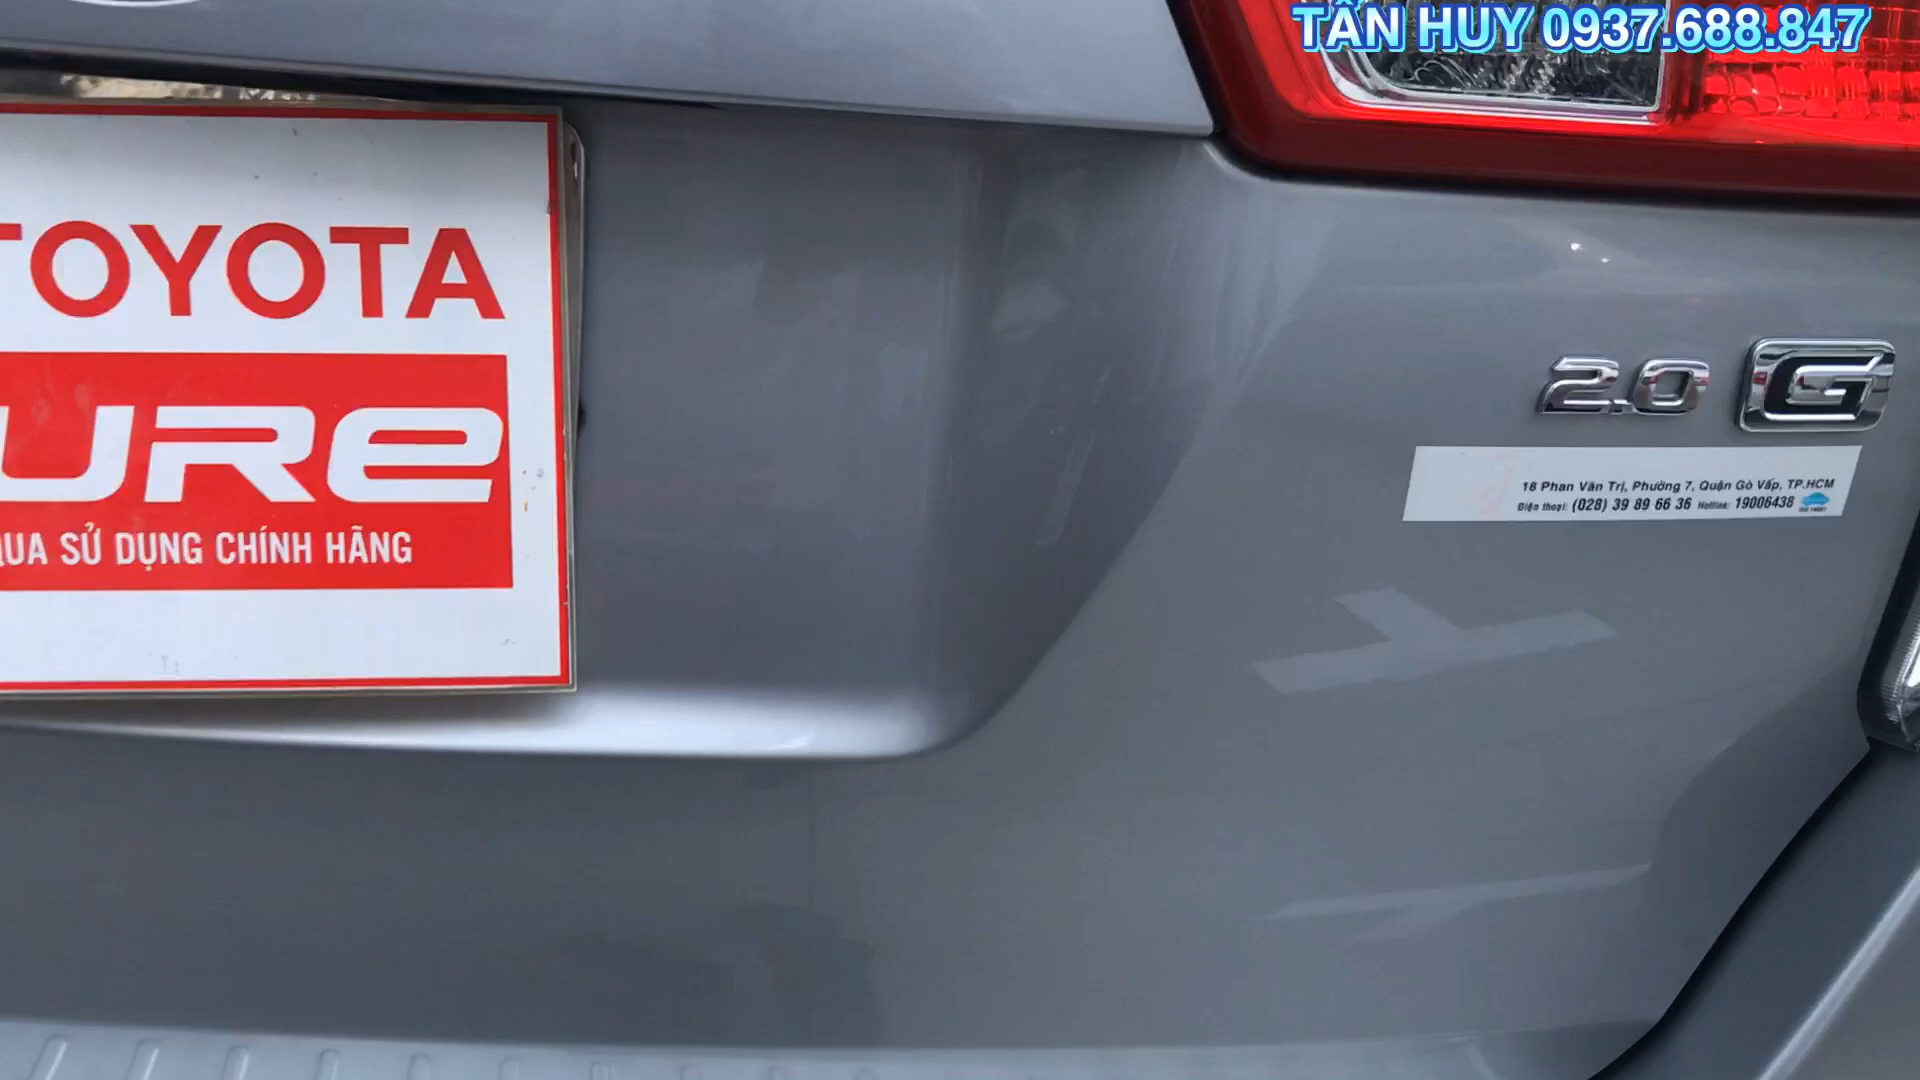 TẤN HUY 0937.688.847
TOYOTA
URE
QUA SỬ DỤNG CHÍNH HÃNG
2.0 G
18 Phan Văn Trị, Phường 7, Quận Gò Vấp, TP.HCM
Điện thoại: (028) 39 89 66 36 Hotline: 19006438